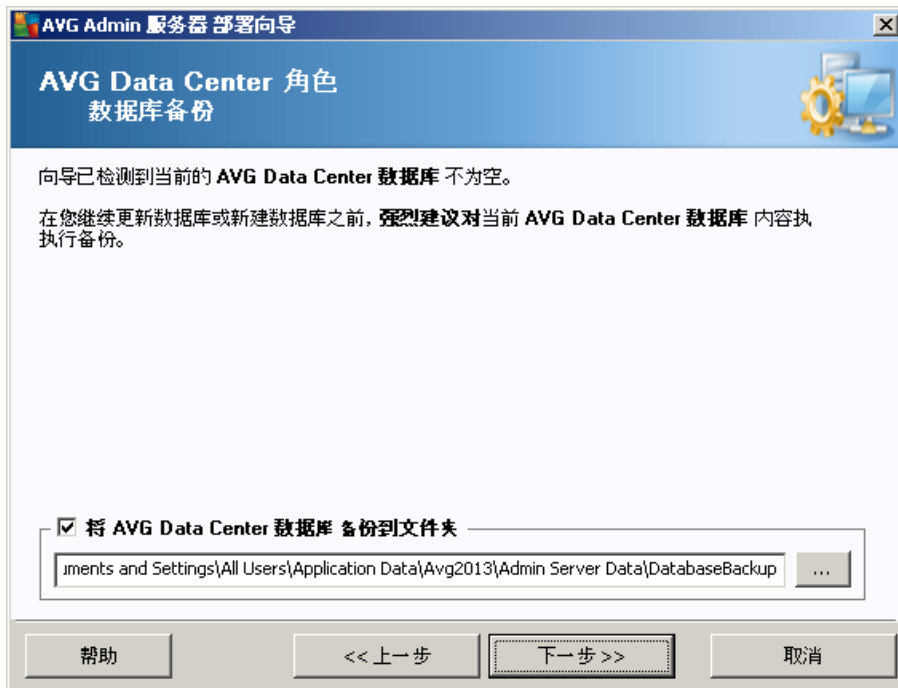 AVG Admin 服务器 部署向导
AVG Data Center 角色
数据库备份
向导已检测到当前的 AVG Data Center 数据库 不为空。
在您继续更新数据库或新建数据库之前, 强烈建议对当前 AVG Data Center 数据库 内容执
执行备份。
将 AVG Data Center 数据库 备份到文件夹
uments and Settings\All Users\Application Data\Avg2013\Admin Server Data\DatabaseBackup
...
帮助
<< 上一步
下一步 >>
取消